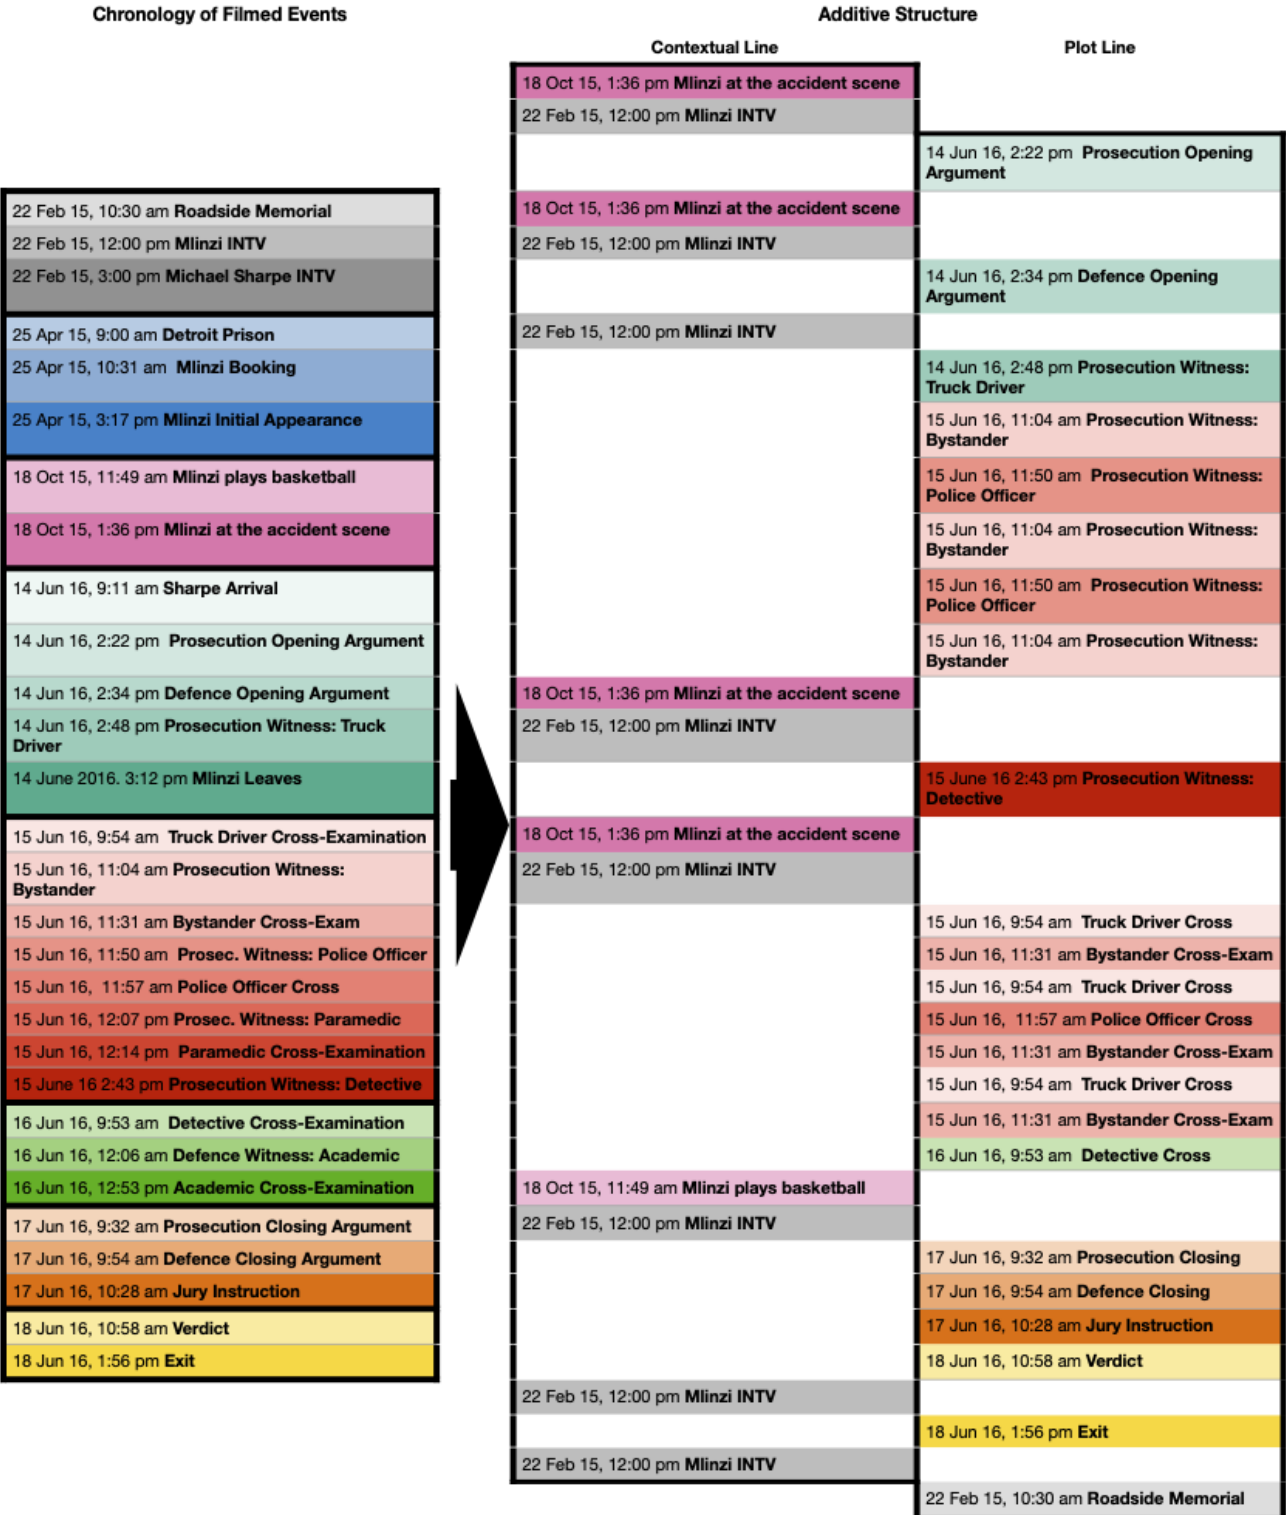 Chronology of Filmed Events
22 Feb 15, 10:30 am Roadside Memorial
22 Feb 15, 12:00 pm Mlinzi INTV
22 Feb 15, 3:00 pm Michael Sharpe INTV
25 Apr 15, 9:00 am Detroit Prison
25 Apr 15, 10:31 am Mlinzi Booking
25 Apr 15, 3:17 pm Mlinzi Initial Appearance
18 Oct 15, 11:49 am Mlinzi plays basketball
18 Oct 15, 1:36 pm Mlinzi at the accident scene
14 Jun 16, 9:11 am Sharpe Arrival
14 Jun 16, 2:22 pm Prosecution Opening Argument
14 Jun 16, 2:34 pm Defence Opening Argument
14 Jun 16, 2:48 pm Prosecution Witness: Truck
Driver
14 June 2016. 3:12 pm Mlinzi Leaves
15 Jun 16, 9:54 am Truck Driver Cross-Examination
15 Jun 16, 11:04 am Prosecution Witness:
Bystander
15 Jun 16, 11:31 am Bystander Cross-Exam
15 Jun 16, 11:50 am Prosec. Witness: Police Officer
15 Jun 16, 11:57 am Police Officer Cross
15 Jun 16, 12:07 pm Prosec. Witness: Paramedic
15 Jun 16, 12:14 pm Paramedic Cross-Examination
15 June 16 2:43 pm Prosecution Witness: Detective
16 Jun 16, 9:53 am Detective Cross-Examination
16 Jun 16, 12:06 am Defence Witness: Academic
16 Jun 16, 12:53 pm Academic Cross-Examination
17 Jun 16, 9:32 am Prosecution Closing Argument
17 Jun 16, 9:54 am Defence Closing Argument
17 Jun 16, 10:28 am Jury Instruction
18 Jun 16, 10:58 am Verdict
18 Jun 16, 1:56 pm Exit
Additive Structure
Contextual Line
18 Oct 15, 1:36 pm Mlinzi at the accident scene
22 Feb 15, 12:00 pm Mlinzi INTV
18 Oct 15, 1:36 pm Mlinzi at the accident scene
22 Feb 15, 12:00 pm Mlinzi INTV
22 Feb 15, 12:00 pm Mlinzi INTV
18 Oct 15, 1:36 pm Mlinzi at the accident scene
22 Feb 15, 12:00 pm Mlinzi INTV
18 Oct 15, 1:36 pm Mlinzi at the accident scene
22 Feb 15, 12:00 pm Mlinzi INTV
18 Oct 15, 11:49 am Mlinzi plays basketball
22 Feb 15, 12:00 pm Mlinzi INTV
22 Feb 15, 12:00 pm Mlinzi INTV
22 Feb 15, 12:00 pm Mlinzi INTV
Plot Line
14 Jun 16, 2:22 pm Prosecution Opening
Argument
14 Jun 16, 2:34 pm Defence Opening
Argument
14 Jun 16, 2:48 pm Prosecution Witness:
Truck Driver
15 Jun 16, 11:04 am Prosecution Witness:
Bystander
15 Jun 16, 11:50 am Prosecution Witness:
Police Officer
15 Jun 16, 11:04 am Prosecution Witness:
Bystander
15 Jun 16, 11:50 am Prosecution Witness:
Police Officer
15 Jun 16, 11:04 am Prosecution Witness:
Bystander
15 June 16 2:43 pm Prosecution Witness:
Detective
15 Jun 16, 9:54 am Truck Driver Cross
15 Jun 16, 11:31 am Bystander Cross-Exam
15 Jun 16, 9:54 am Truck Driver Cross
15 Jun 16, 11:57 am Police Officer Cross
15 Jun 16, 11:31 am Bystander Cross-Exam
15 Jun 16, 9:54 am Truck Driver Cross
15 Jun 16, 11:31 am Bystander Cross-Exam
16 Jun 16, 9:53 am Detective Cross
17 Jun 16, 9:32 am Prosecution Closing
17 Jun 16, 9:54 am Defence Closing
17 Jun 16, 10:28 am Jury Instruction
18 Jun 16, 10:58 am Verdict
18 Jun 16, 1:56 pm Exit
22 Feb 15, 10:30 am Roadside Memorial